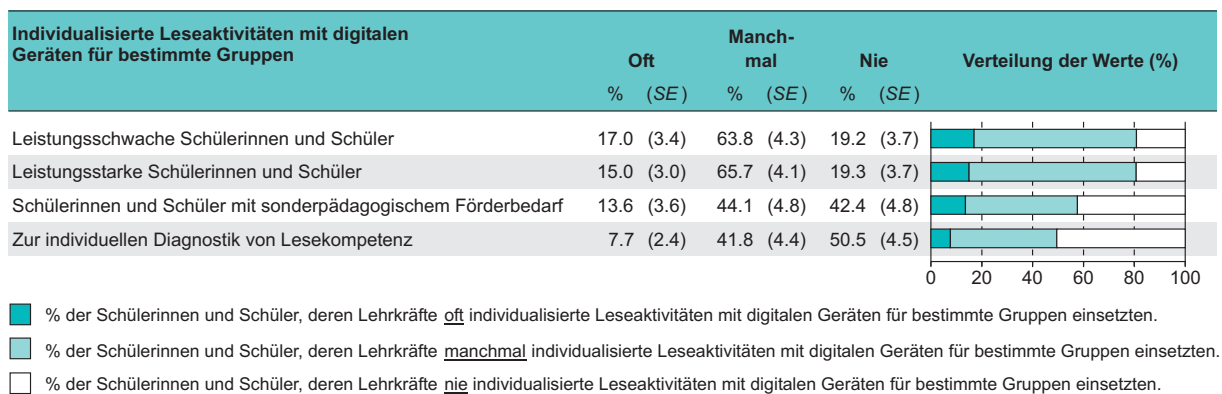 Individualisierte Leseaktivitäten mit digitalen
Geräten für bestimmte Gruppen
Oft
Manch-
mal
Nie
Verteilung der Werte (%)
% (SE) % (SE) % (SE)
Leistungsschwache Schülerinnen und Schüler 17.0 (3.4) 63.8 (4.3) 19.2 (3.7)
Leistungsstarke Schülerinnen und Schüler 15.0 (3.0) 65.7 (4.1) 19.3 (3.7)
Schülerinnen und Schüler mit sonderpädagogischem Förderbedarf 13.6 (3.6) 44.1 (4.8) 42.4 (4.8)
Zur individuellen Diagnostik von Lesekompetenz 7.7 (2.4) 41.8 (4.4) 50.5 (4.5)
0 20 40 60 80 100
% der Schülerinnen und Schüler, deren Lehrkräfte oft individualisierte Leseaktivitäten mit digitalen Geräten für bestimmte Gruppen einsetzten.
% der Schülerinnen und Schüler, deren Lehrkräfte manchmal individualisierte Leseaktivitäten mit digitalen Geräten für bestimmte Gruppen einsetzten.
% der Schülerinnen und Schüler, deren Lehrkräfte nie individualisierte Leseaktivitäten mit digitalen Geräten für bestimmte Gruppen einsetzten.